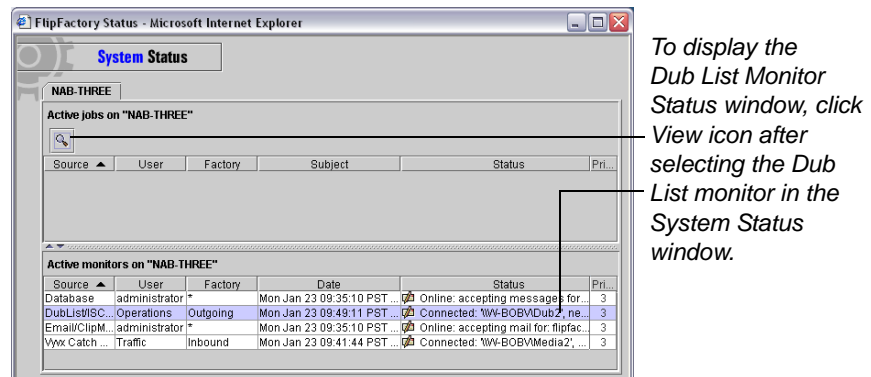 FlipFactory Status - Microsoft Internet Explorer
System Status
NAB-THREE
Active jobs on "NAB-THREE"
Source User Factory Subject Status Pri...
Active monitors on "NAB-THREE"
Source User Factory Date Status Pri...
Database administrator * Mon Jan 23 09:35:10 PST ... Online: accepting messages for... 3
DubList/ISC... Operations Outgoing Mon Jan 23 09:49:11 PST ... Connected: '\\W-BOBV\Dub2', ne... 3
Email/ClipM... administrator * Mon Jan 23 09:35:10 PST ... Online: accepting mail for: flipfac... 3
Vyvx Catch ... Traffic Inbound Mon Jan 23 09:41:44 PST ... Connected: '\\W-BOBV\Media2', ... 3
To display the
Dub List Monitor
Status window, click
View icon after
selecting the Dub
List monitor in the
System Status
window.